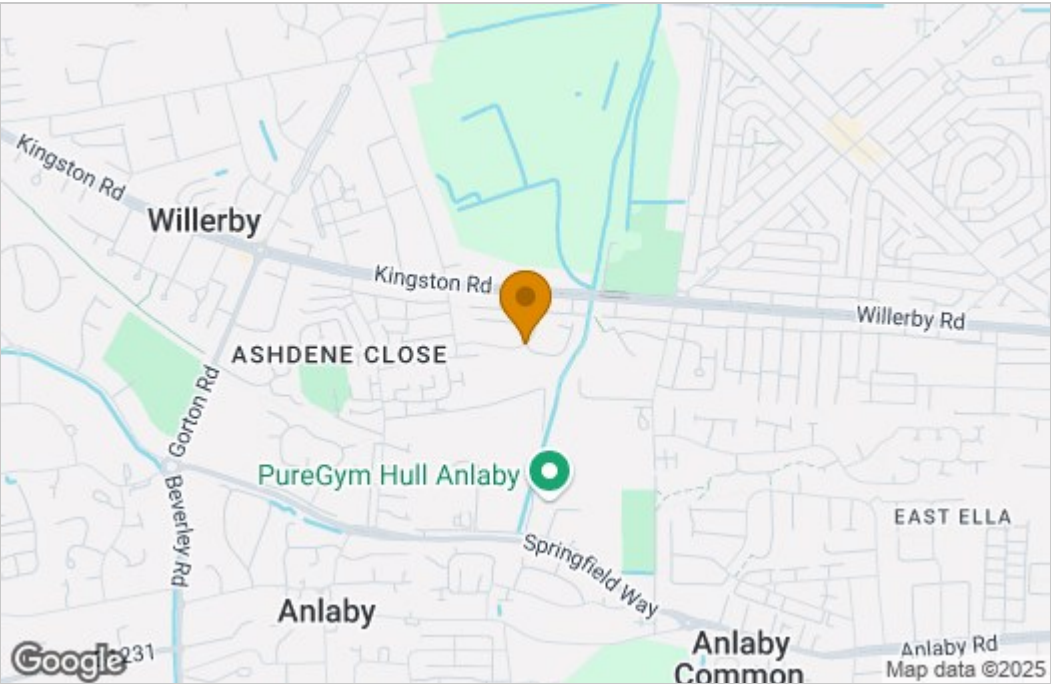 Kingston Rd
Willerby
Kingston Rd
Willerby Rd
ASHDENE CLOSE
Gorton Rd
PureGym Hull Anlaby
Beverley Rd
EAST ELLA
Springfield Way
Anlaby
Anlaby
Common
Anlaby Rd
Google
231
Map data ©2025